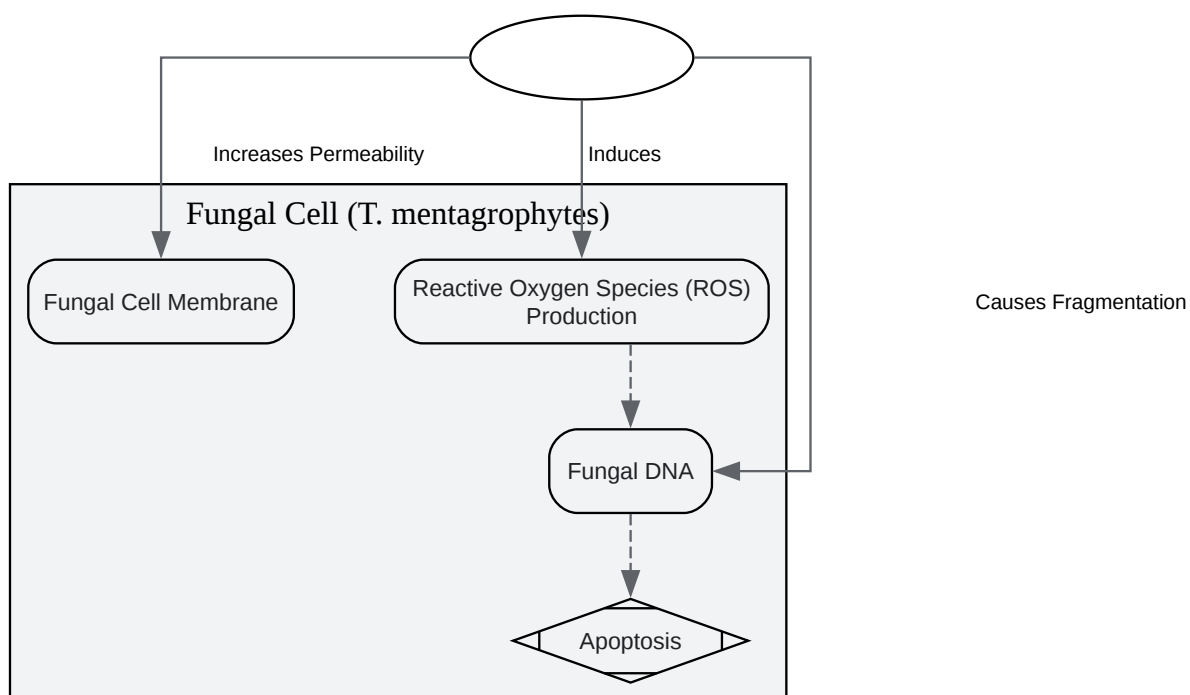 Increases Permeability
Induces
Fungal Cell (T. mentagrophytes)
Fungal Cell Membrane
Reactive Oxygen Species (ROS)
Production
Causes Fragmentation
Fungal DNA
Apoptosis